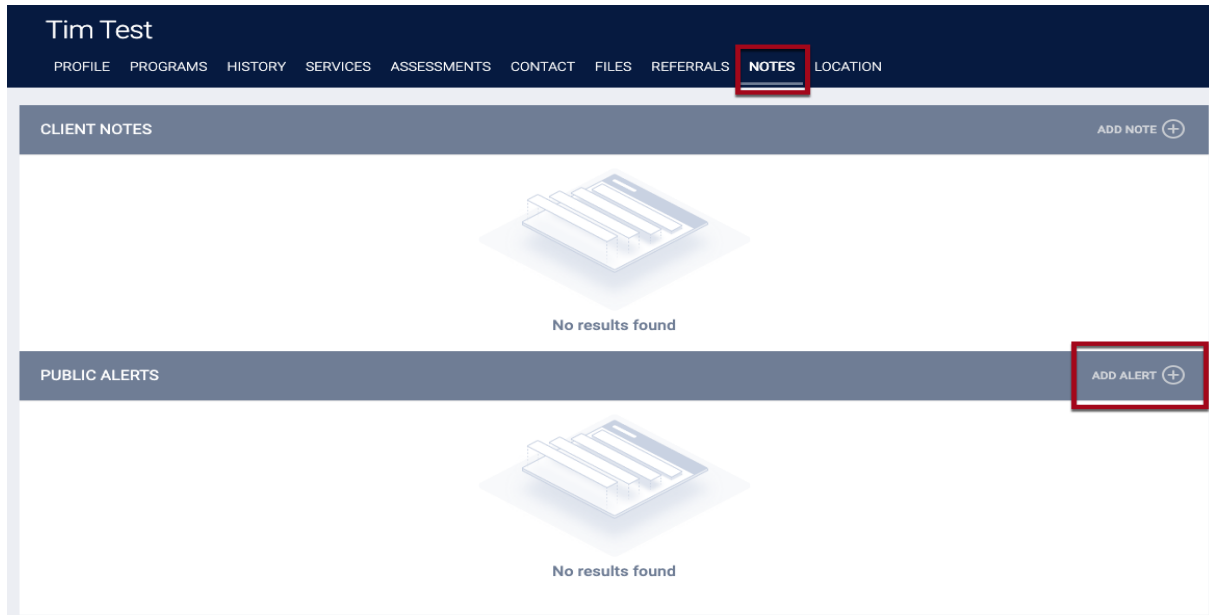 Tim Test
PROFILE PROGRAMS HISTORY SERVICES ASSESSMENTS CONTACT FILES REFERRALS NOTES LOCATION
CLIENT NOTES ADD NOTE
No results found
PUBLIC ALERTS ADD ALERT
No results found